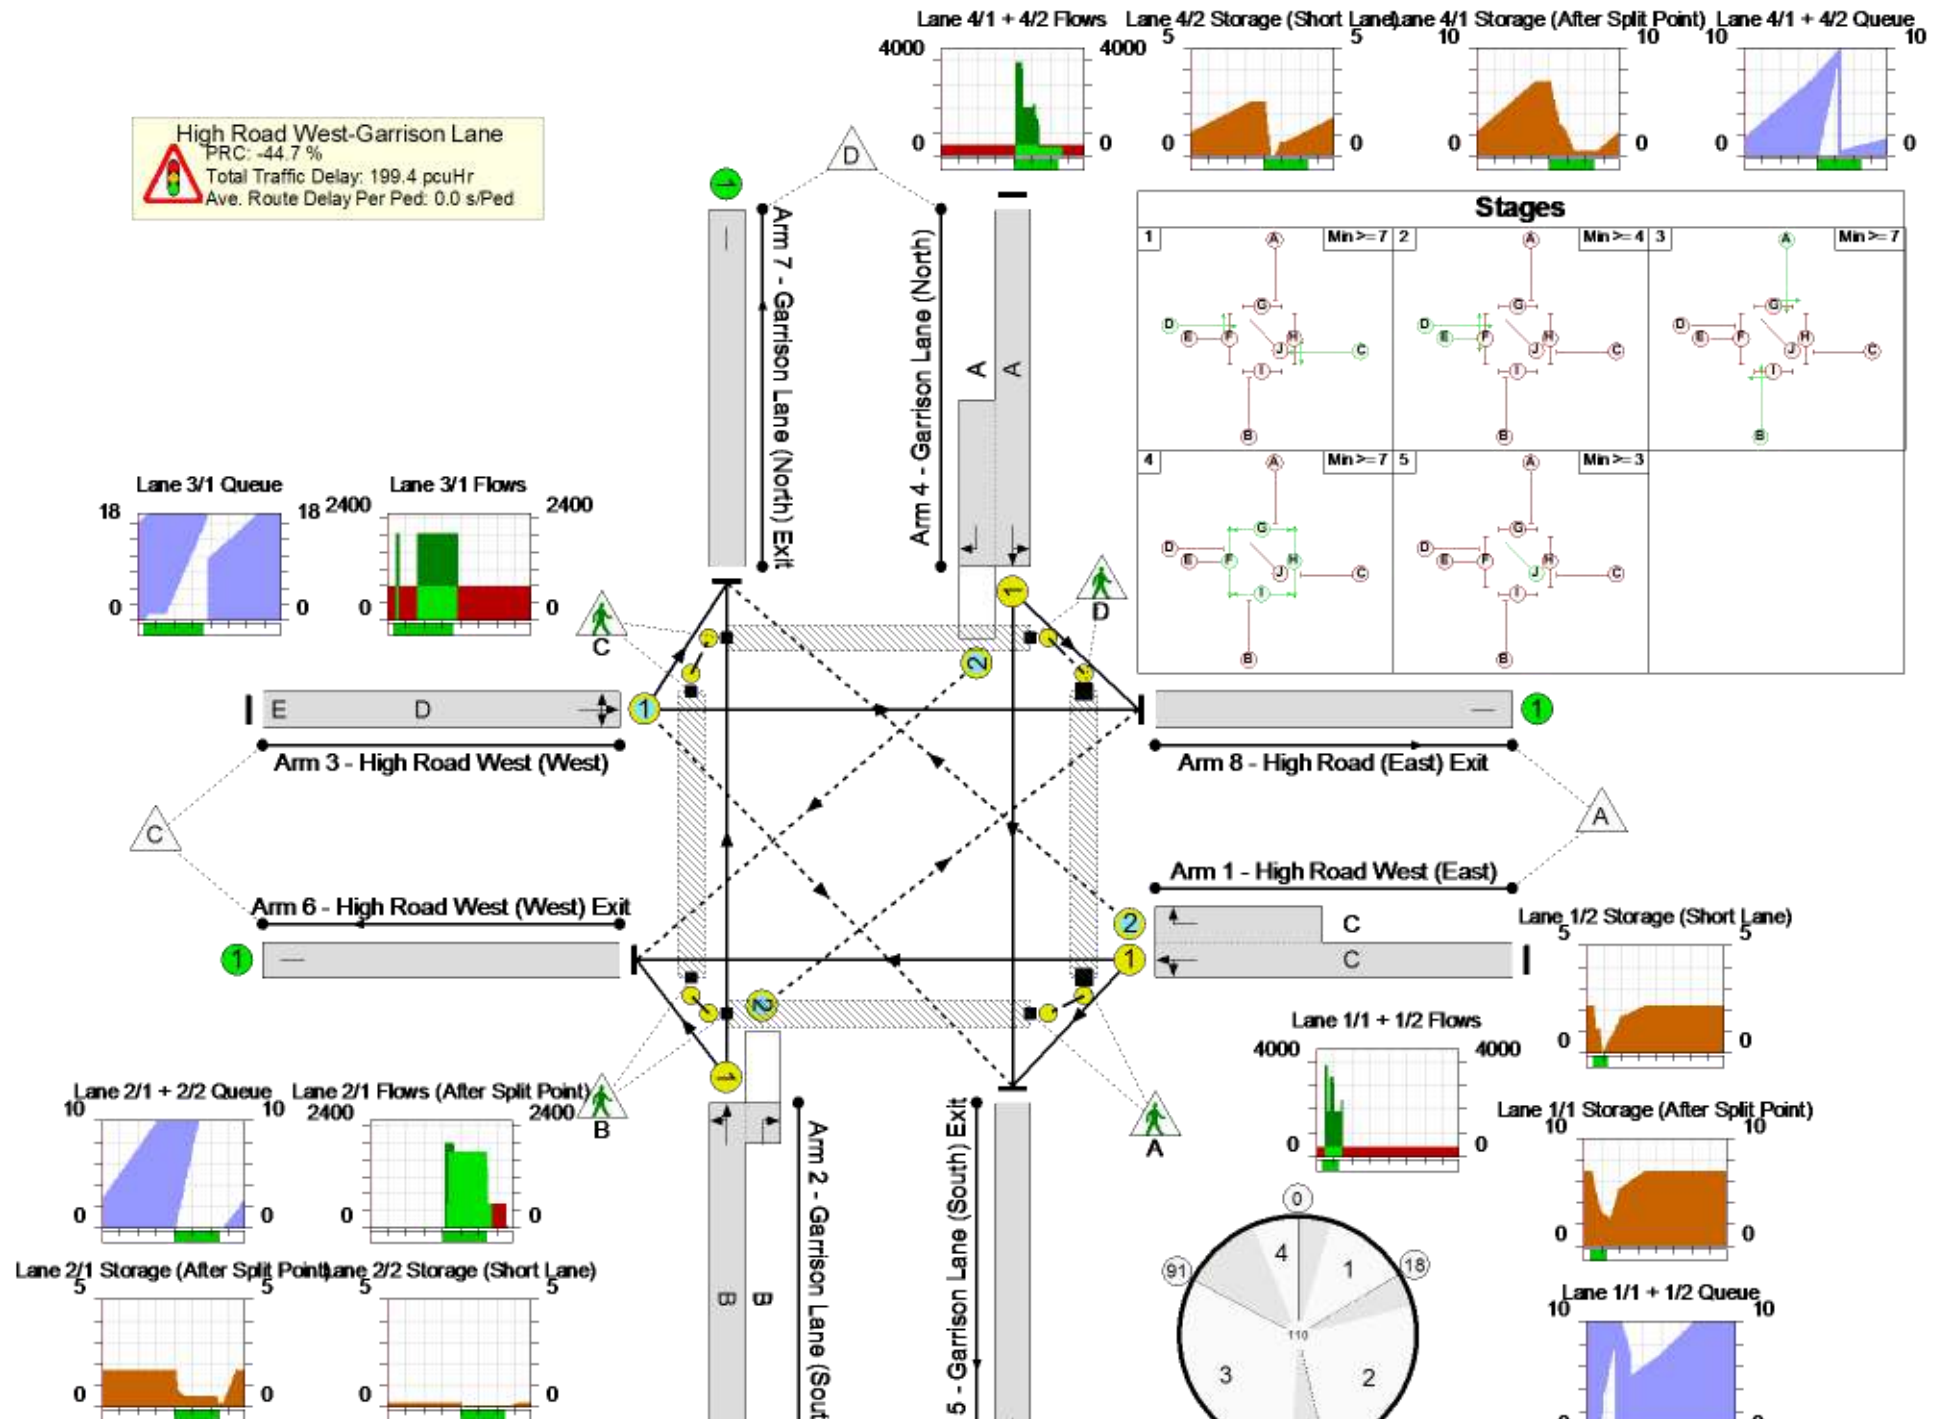 Lane 4/1 + 4/2 Flows
4000
4000
0
0
Lane 4/2 Storage (Short Lane)
5
5
0
0
Lane 4/1 Storage (After Split Point)
10
10
0
0
Lane 4/1 + 4/2 Queue
10
10
0
0
High Road West-Garrison Lane
PRC: -44.7 %
Total Traffic Delay: 199.4 pcuHr
Ave. Route Delay Per Ped: 0.0 s/Ped
D
1
Arm 7 - Garrison Lane (North) Exit
Arm 4 - Garrison Lane (North)
A
A
Stages
1
Min >= 7
A
G
D
E
F
H
J
C
I
B
2
Min >= 4
A
G
D
E
F
H
J
C
I
B
3
Min >= 7
A
G
D
E
F
H
J
C
I
B
4
Min >= 7
A
G
D
E
F
H
J
C
I
B
5
Min >= 3
A
G
D
E
F
H
J
C
I
B
Lane 3/1 Queue
18
18
0
0
Lane 3/1 Flows
2400
2400
0
0
C
D
1
2
E
D
1
Arm 3 - High Road West (West)
1
Arm 8 - High Road (East) Exit
C
A
Arm 6 - High Road West (West) Exit
1
Arm 1 - High Road West (East)
2
C
1
C
Lane 1/2 Storage (Short Lane)
5
5
0
0
2
1
Lane 1/1 + 1/2 Flows
4000
4000
0
0
Lane 2/1 + 2/2 Queue
10
10
0
0
Lane 2/1 Flows (After Split Point)
2400
2400
0
0
B
A
Lane 1/1 Storage (After Split Point)
10
10
0
0
Arm 2 - Garrison Lane (Sout
B
B
5 - Garrison Lane (South) Exit
Lane 2/1 Storage (After Split Point)
5
5
0
0
Lane 2/2 Storage (Short Lane)
5
5
0
0
0
4
1
18
91
110
3
2
Lane 1/1 + 1/2 Queue
10
10